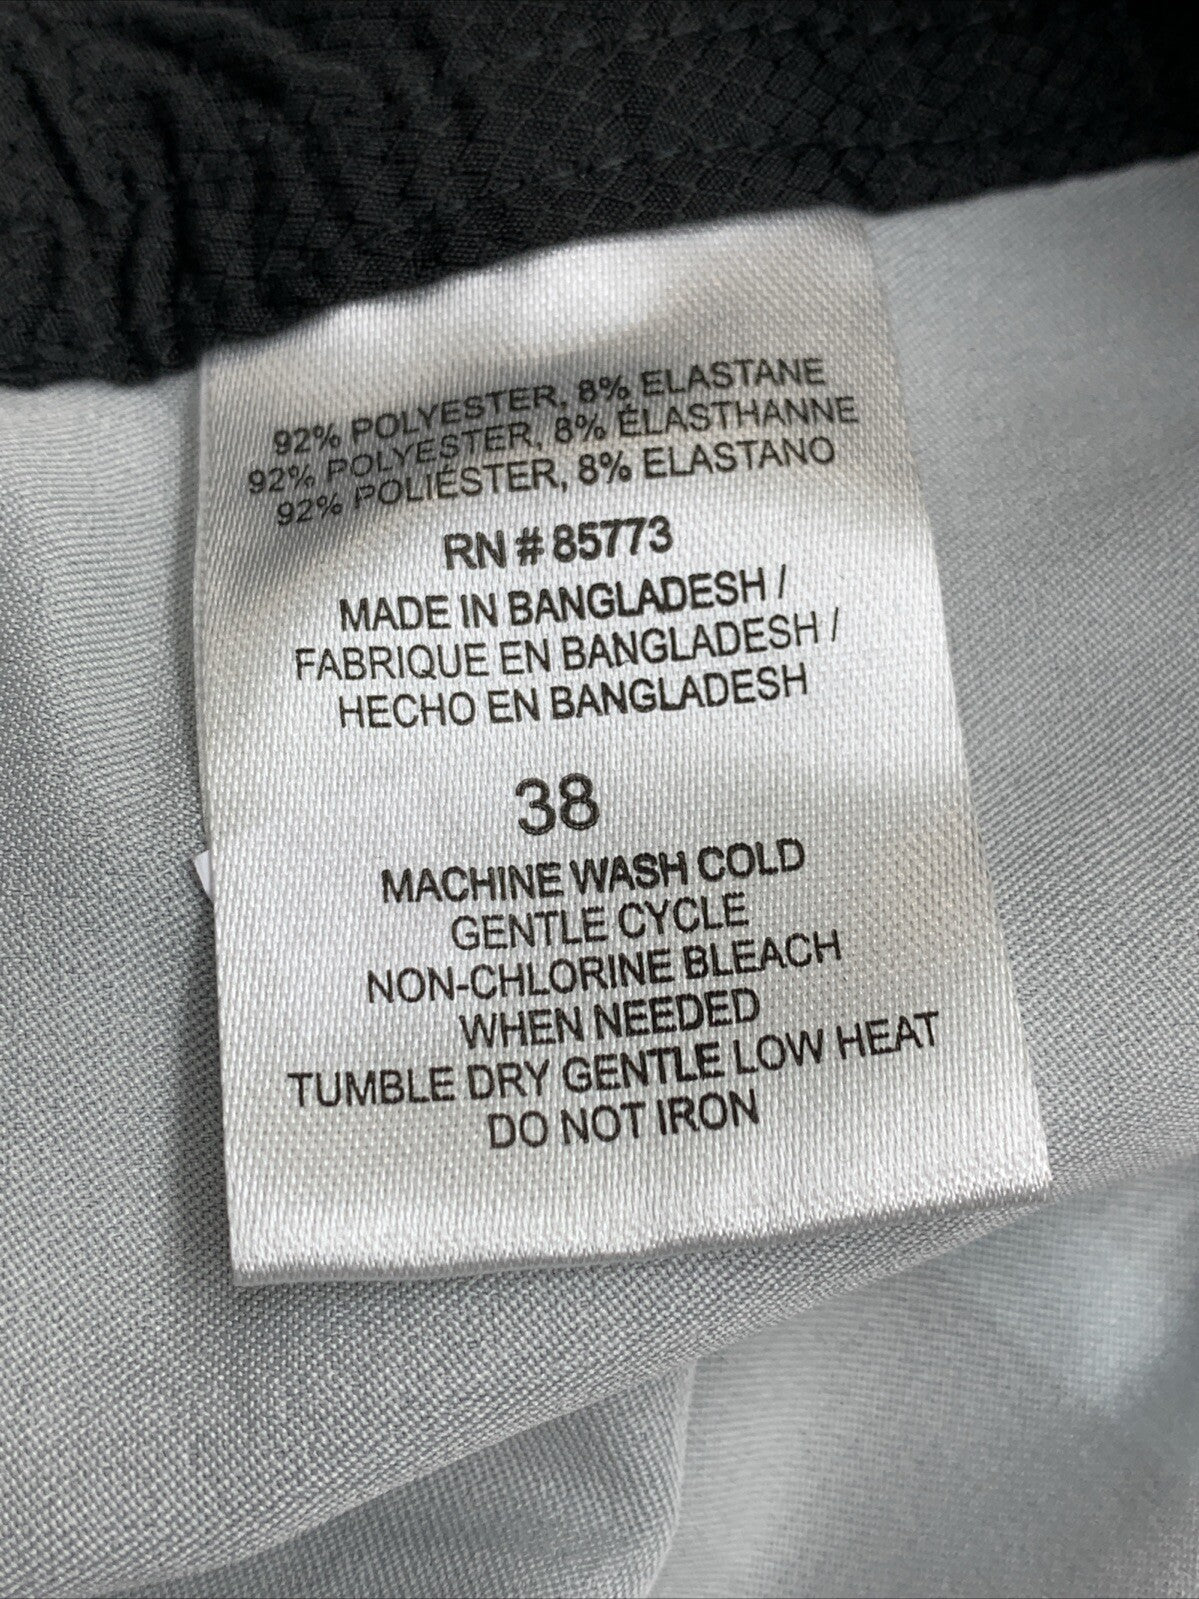 92% POLYESTER, 8% ELASTANE
92% POLYESTER, 8% ÉLASTHANNE
92% POLIÉSTER, 8% ELASTANO
RN # 85773
MADE IN BANGLADESH /
FABRIQUE EN BANGLADESH /
HECHO EN BANGLADESH
38
MACHINE WASH COLD
GENTLE CYCLE
NON-CHLORINE BLEACH
WHEN NEEDED
TUMBLE DRY GENTLE LOW HEAT
DO NOT IRON